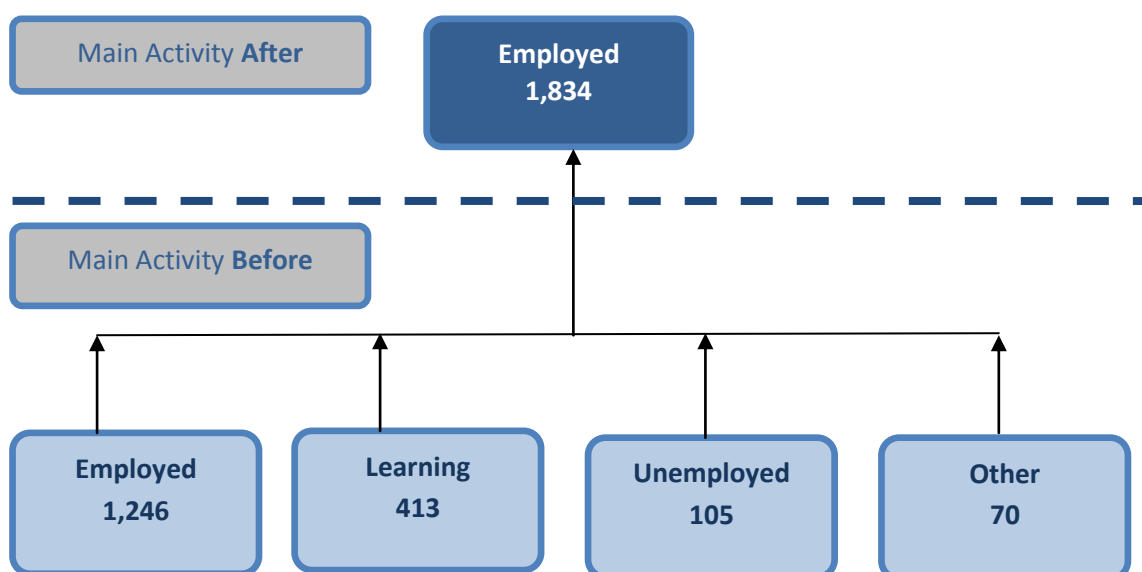 Main Activity After
Employed
1,834
Main Activity Before
Employed
1,246
Learning
413
Unemployed
105
Other
70